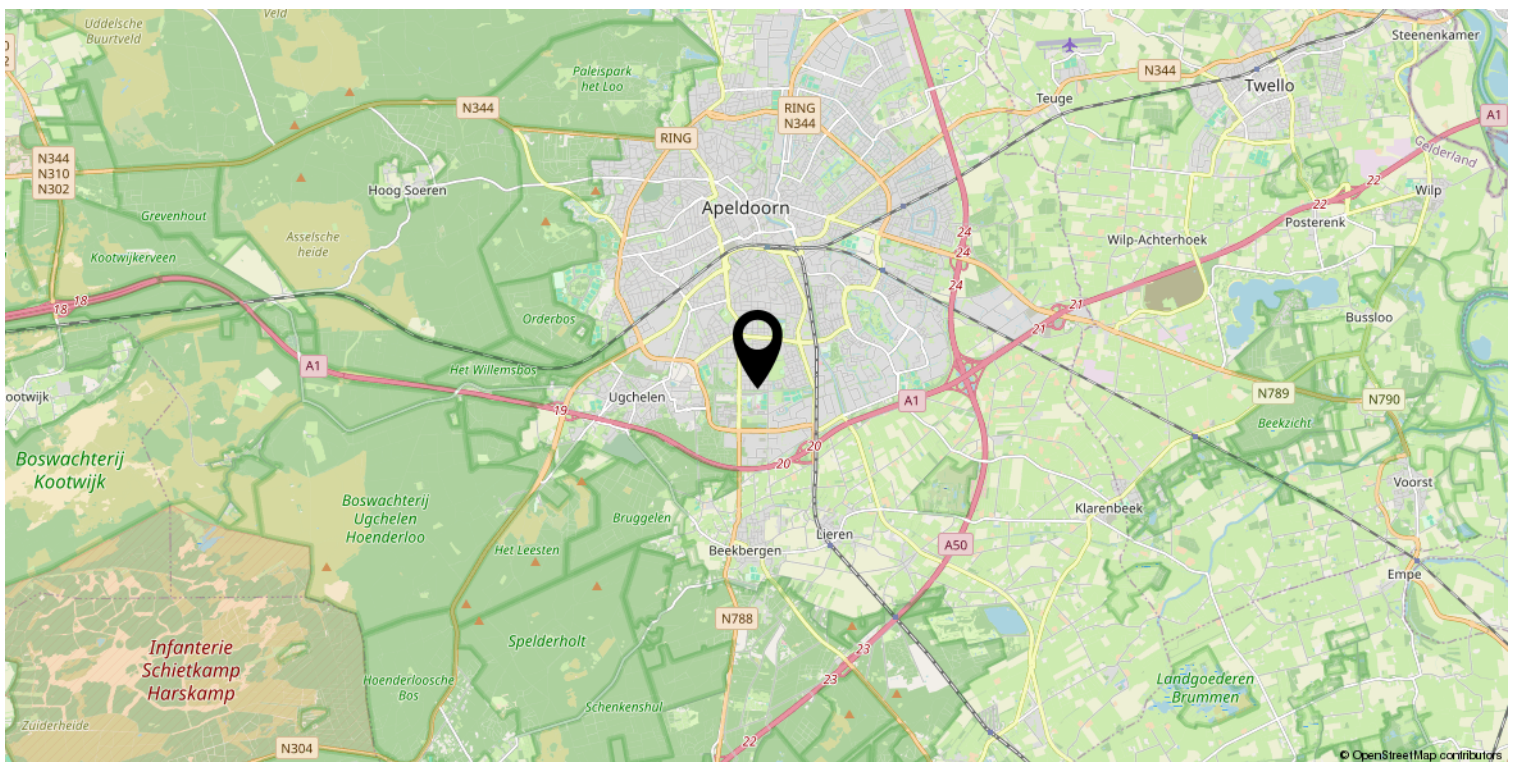 Veld
Uddelsche
Buurtveld
Steenenkamer
Paleispark
het Loo
N344
Twello
Teuge
N344
RING
N344
A1
RING
Gelderland
N344
N310
N302
Hoog Soeren
22
Wilp
22
Apeldoorn
Grevenhout
Posterenk
24
Asselsche
heide
Wilp-Achterhoek
24
Kootwijkerveen
24
18
18
21
Orderbos
Bussloo
21
A1
Het Willemsbos
ootwijk
Ugchelen
A1
N789
N790
19
Beekzicht
20
Boswachterij
Kootwijk
20
Voorst
Boswachterij
Ugchelen
Hoenderloo
Klarenbeek
Bruggelen
Lieren
Het Leesten
Beekbergen
A50
Empe
N788
Infanterie
Schietkamp
Harskamp
Spelderholt
23
Hoenderloosche
Bos
23
Landgoederen
Brummen
Schenkenshul
Zuiderheide
22
N304
© OpenStreetMap contributors